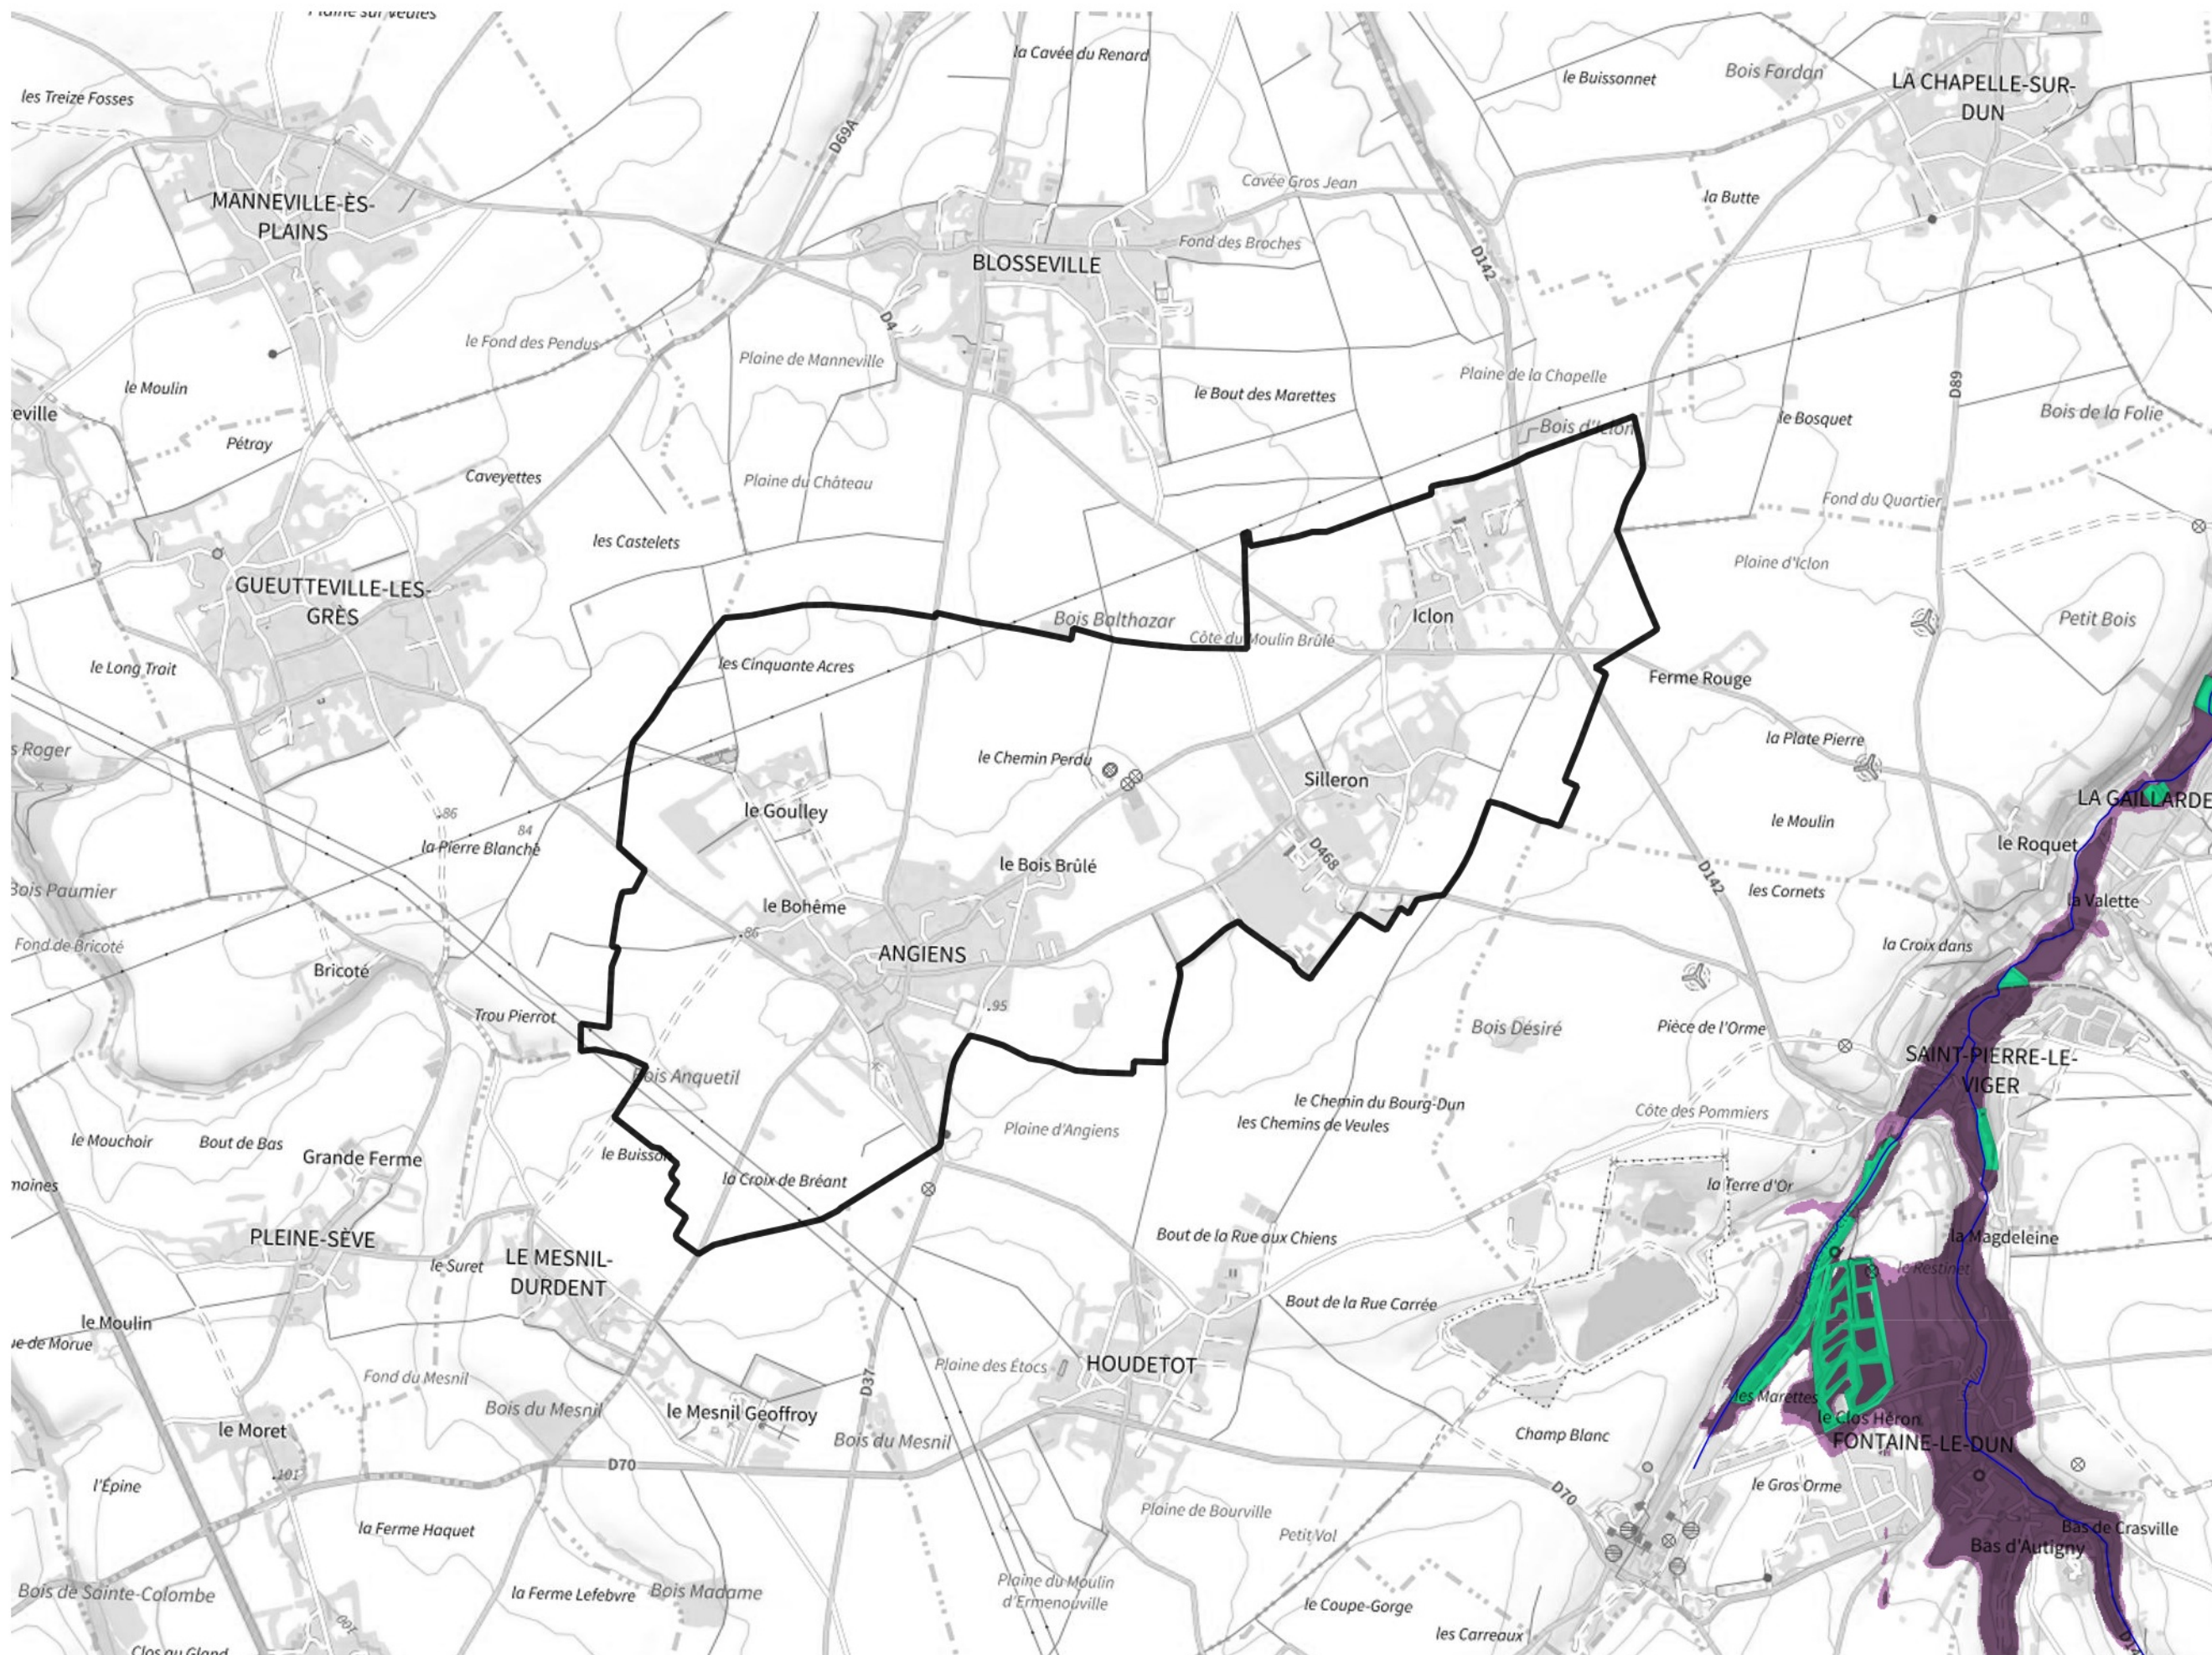 la Cavée du Renard
le Buissonnet
Bois Fardan
LA CHAPELLE-SUR-
DUN
les Treize Fosses
D69A
Cavée Gros Jean
la Butte
MANNEVILLE-ÈS-
PLAINS
Fond des Broches
BLOSSEVILLE
D142
D4
le Fond des Pendus
Plaine de Manneville
Plaine de la Chapelle
le Moulin
le Bout des Marettes
D89
eville
Bois d'Iclon
le Bosquet
Bois de la Folie
Pétray
Caveyettes
Plaine du Château
Fond du Quartier
les Castelets
Plaine d'Iclon
GUEUTTEVILLE-LES-
GRÈS
Bois Balthazar
Iclon
Petit Bois
Côte du Moulin Brûlé
le Long Trait
les Cinquante Acres
Ferme Rouge
s Roger
le Chemin Perdu
la Plate Pierre
Silleron
LA GAILLARDE
86
84
le Goulley
le Moulin
la Pierre Blanche
le Bois Brûlé
D468
le Roquet
Bois Paumier
D142
les Cornets
le Bohême
la Valette
86
Fond de Bricoté
ANGIENS
la Croix dans
Bricoté
95
Trou Pierrot
Bois Désiré
Pièce de l'Orme
SAINT-PIERRE-LE-
VIGER
Bois Anquetil
le Chemin du Bourg-Dun
Côte des Pommiers
les Chemins de Veules
Plaine d'Angiens
le Mouchoir
Bout de Bas
Grande Ferme
le Buisson
la Croix de Bréant
la Terre d'Or
moines
PLEINE-SÈVE
Bout de la Rue aux Chiens
la Magdeleine
LE MESNIL-
DURDENT
le Suret
le Restinet
Bout de la Rue Carrée
le Moulin
ue de Morue
Plaine des Étocs
HOUDETOT
Fond du Mesnil
D37
les Marettes
Bois du Mesnil
le Mesnil Geoffroy
le Clos Héron
le Moret
Bois du Mesnil
Champ Blanc
FONTAINE-LE-DUN
D70
101
l'Épine
D70
le Gros Orme
Plaine de Bourville
la Ferme Haquet
Petit Val
Bas de Crasville
Bas d'Autigny
Plaine du Moulin
d'Ermenouville
Bois de Sainte-Colombe
la Ferme Lefebvre
Bois Madame
le Coupe-Gorge
100
les Carreaux